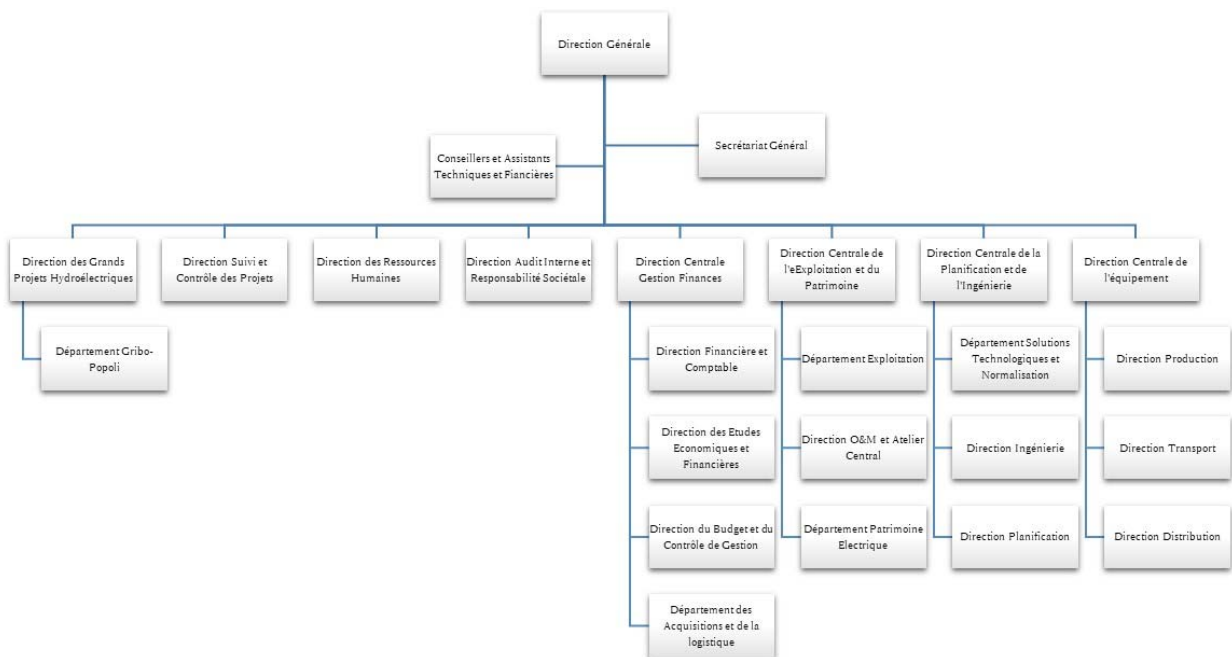 Direction Générale
Secrétariat Général
Conseillers et Assistants
Techniques et Fiancières
Direction des Grands
Projets Hydroélectriques
Direction Suivi et
Contrôle des Projets
Direction des Ressources
Humaines
Direction Audit Interne et
Responsabilité Sociétale
Direction Centrale
Gestion Finances
Direction Centrale de
l'eExploitation et du
Patrimoine
Direction Centrale de la
Planification et de
l'Ingénierie
Direction Centrale de
l'équipement
Département Gribo-
Popoli
Direction Financière et
Comptable
Département Exploitation
Département Solutions
Technologiques et
Normalisation
Direction Production
Direction des Etudes
Economiques et
Financières
Direction O&M et Atelier
Central
Direction Ingénierie
Direction Transport
Direction du Budget et du
Contrôle de Gestion
Département Patrimoine
Electrique
Direction Planification
Direction Distribution
Département des
Acquisitions et de la
logistique